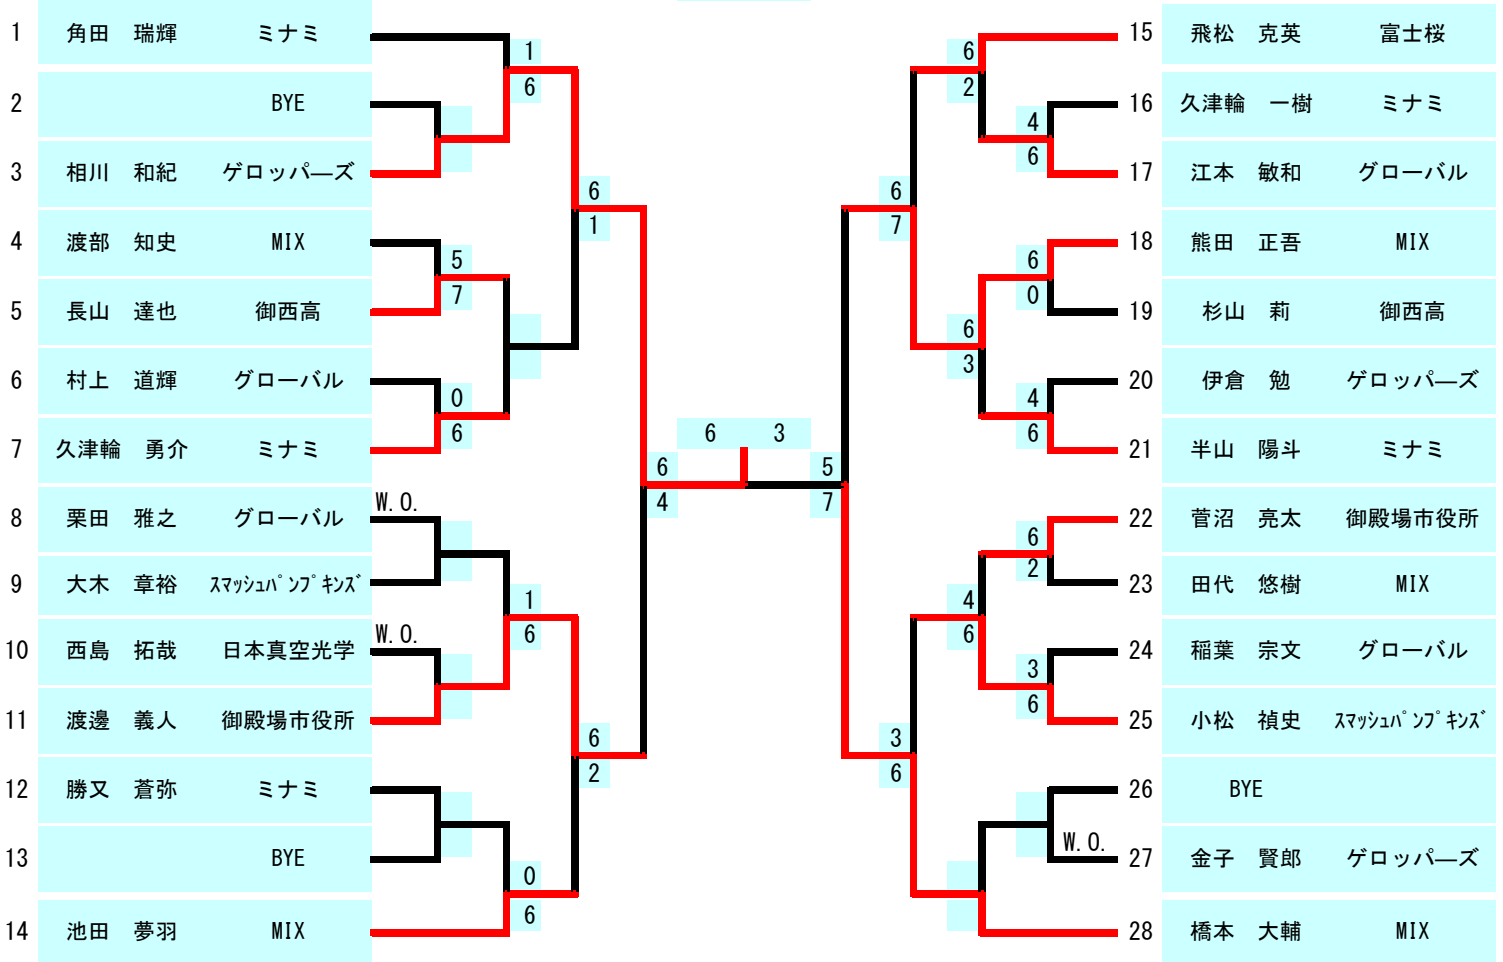 1 角田 瑞輝 ミナミ
2 BYE
3 相川 和紀 ゲロッパーズ
4 渡部 知史 MIX
5 長山 達也 御西高
6 村上 道輝 グローバル
7 久津輪 勇介 ミナミ
8 栗田 雅之 グローバル W.O.
9 大木 章裕 ｽﾏｯｼｭﾊﾟﾝﾌﾟｷﾝｽﾞ
10 西島 拓哉 日本真空光学 W.O.
11 渡邊 義人 御殿場市役所
12 勝又 蒼弥 ミナミ
13 BYE
14 池田 夢羽 MIX
1
6
5
7
0
6
1
6
0
6
6
1
6
2
6
4
6 3
5
7
6
7
3
6
6
2
6
3
4
6
4
6
6
0
4
6
6
2
3
6
15 飛松 克英 富士桜
16 久津輪 一樹 ミナミ
17 江本 敏和 グローバル
18 熊田 正吾 MIX
19 杉山 莉 御西高
20 伊倉 勉 ゲロッパーズ
21 半山 陽斗 ミナミ
22 菅沼 亮太 御殿場市役所
23 田代 悠樹 MIX
24 稲葉 宗文 グローバル
25 小松 禎史 ｽﾏｯｼｭﾊﾟﾝﾌﾟｷﾝｽﾞ
26 BYE
W.O. 27 金子 賢郎 ゲロッパーズ
28 橋本 大輔 MIX